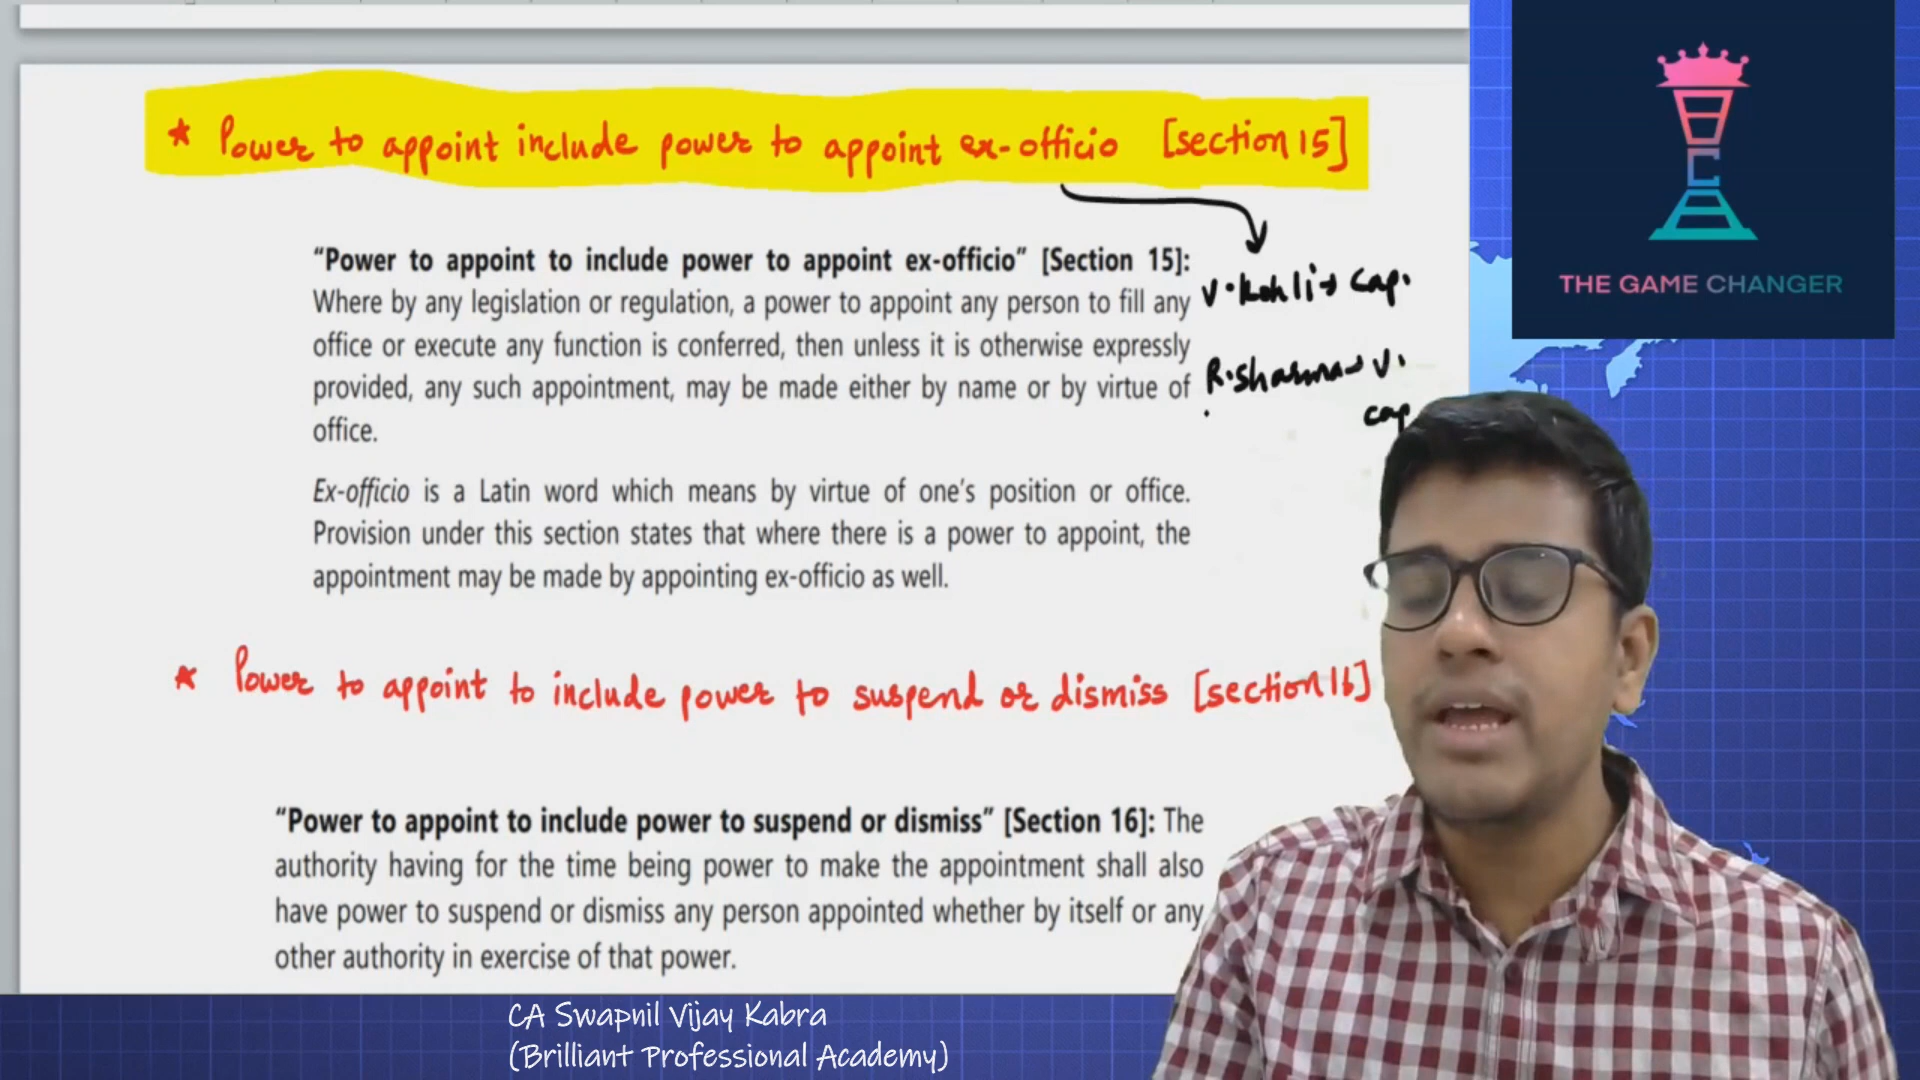 ★ Power to appoint include power to appoint ex-officio [section 15]
“Power to appoint to include power to appoint ex-officio” [Section 15]:
Where by any legislation or regulation, a power to appoint any person to fill any
office or execute any function is conferred, then unless it is otherwise expressly
provided, any such appointment, may be made either by name or by virtue of
office.
V. Kohli → Cap.
R. Sharma → V.
cap
Ex-officio is a Latin word which means by virtue of one’s position or office.
Provision under this section states that where there is a power to appoint, the
appointment may be made by appointing ex-officio as well.
★ Power to appoint to include power to suspend or dismiss [section 16]
“Power to appoint to include power to suspend or dismiss” [Section 16]: The
authority having for the time being power to make the appointment shall also
have power to suspend or dismiss any person appointed whether by itself or any
other authority in exercise of that power.
THE GAME CHANGER
CA Swapnil Vijay Kabra
(Brilliant Professional Academy)